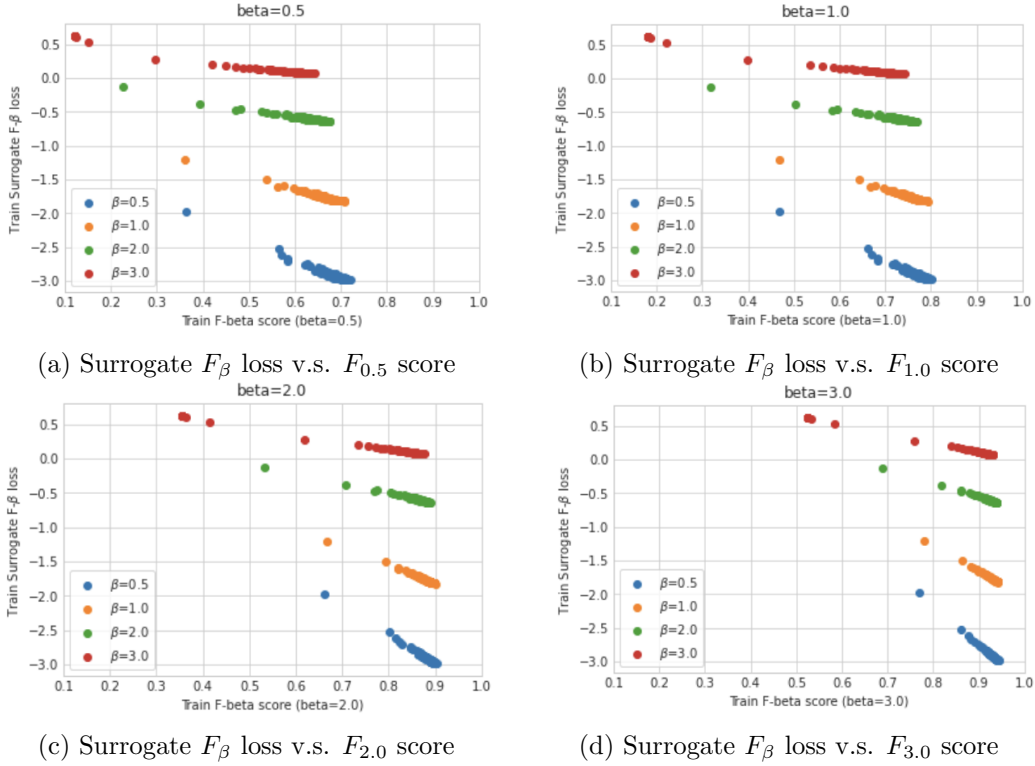 beta=0.5
Train Surrogate F-β loss
0.5
0.0
−0.5
−1.0
−1.5
−2.0
−2.5
−3.0
β=0.5
β=1.0
β=2.0
β=3.0
0.1 0.2 0.3 0.4 0.5 0.6 0.7 0.8 0.9 1.0
Train F-beta score (beta=0.5)
(a) Surrogate Fβ loss v.s. F0.5 score
beta=1.0
Train Surrogate F-β loss
0.5
0.0
−0.5
−1.0
−1.5
−2.0
−2.5
−3.0
β=0.5
β=1.0
β=2.0
β=3.0
0.1 0.2 0.3 0.4 0.5 0.6 0.7 0.8 0.9 1.0
Train F-beta score (beta=1.0)
(b) Surrogate Fβ loss v.s. F1.0 score
beta=2.0
Train Surrogate F-β loss
0.5
0.0
−0.5
−1.0
−1.5
−2.0
−2.5
−3.0
β=0.5
β=1.0
β=2.0
β=3.0
0.1 0.2 0.3 0.4 0.5 0.6 0.7 0.8 0.9 1.0
Train F-beta score (beta=2.0)
(c) Surrogate Fβ loss v.s. F2.0 score
beta=3.0
Train Surrogate F-β loss
0.5
0.0
−0.5
−1.0
−1.5
−2.0
−2.5
−3.0
β=0.5
β=1.0
β=2.0
β=3.0
0.1 0.2 0.3 0.4 0.5 0.6 0.7 0.8 0.9 1.0
Train F-beta score (beta=3.0)
(d) Surrogate Fβ loss v.s. F3.0 score